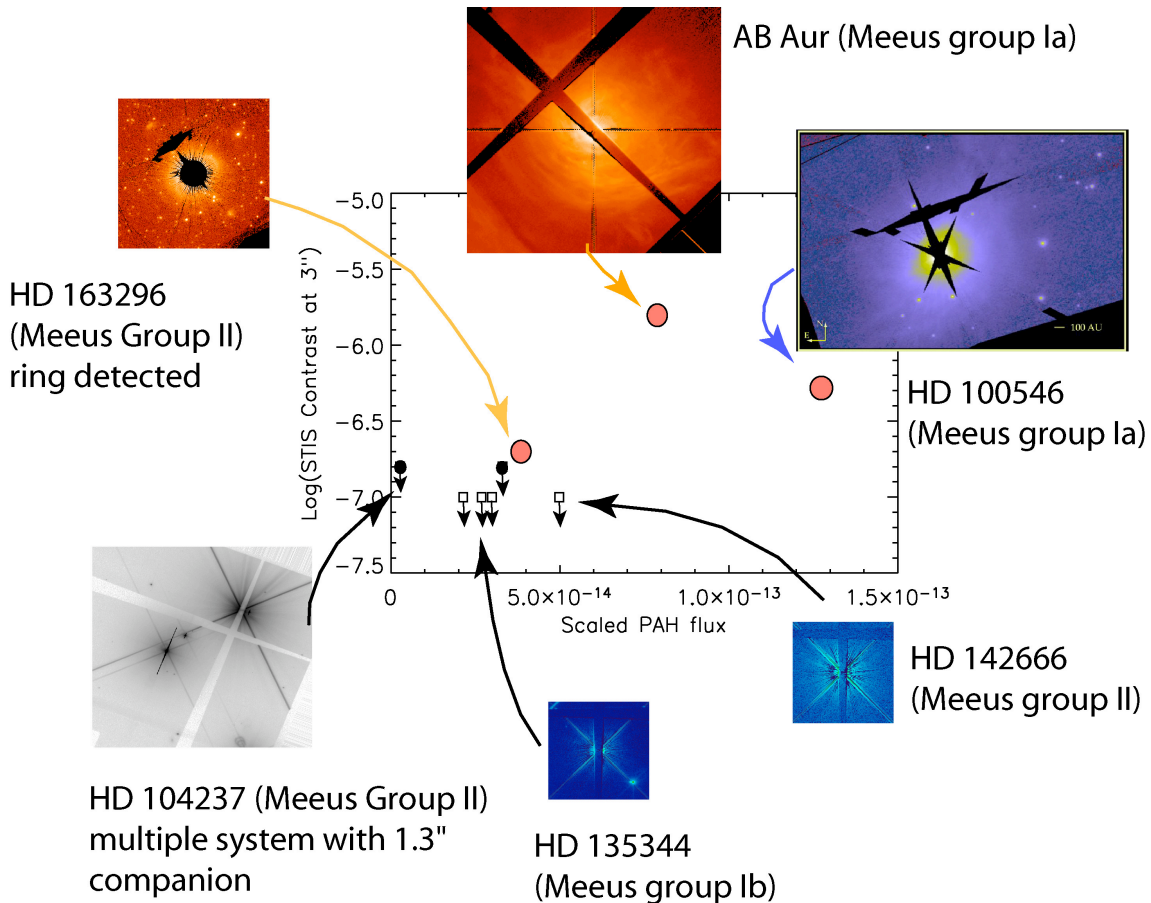 AB Aur (Meeus group Ia)
HD 163296
(Meeus Group II)
ring detected
E
N
100 AU
HD 100546
(Meeus group Ia)
Log(STIS Contrast at 3")
-5.0
-5.5
-6.0
-6.5
-7.0
-7.5
0
5.0×10⁻¹⁴
1.0×10⁻¹³
1.5×10⁻¹³
Scaled PAH flux
HD 142666
(Meeus group II)
HD 104237 (Meeus Group II)
multiple system with 1.3"
companion
HD 135344
(Meeus group Ib)